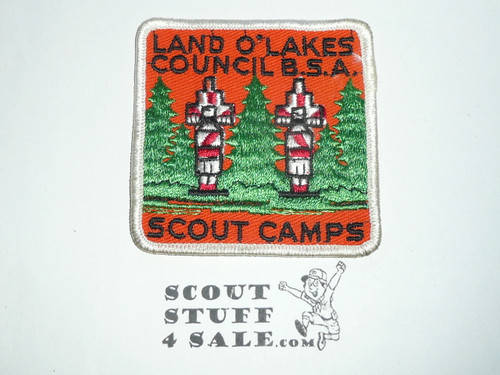 LAND O'LAKES
COUNCIL B.S.A.
SCOUT CAMPS
SCOUT
STUFF
4 SALE.COM